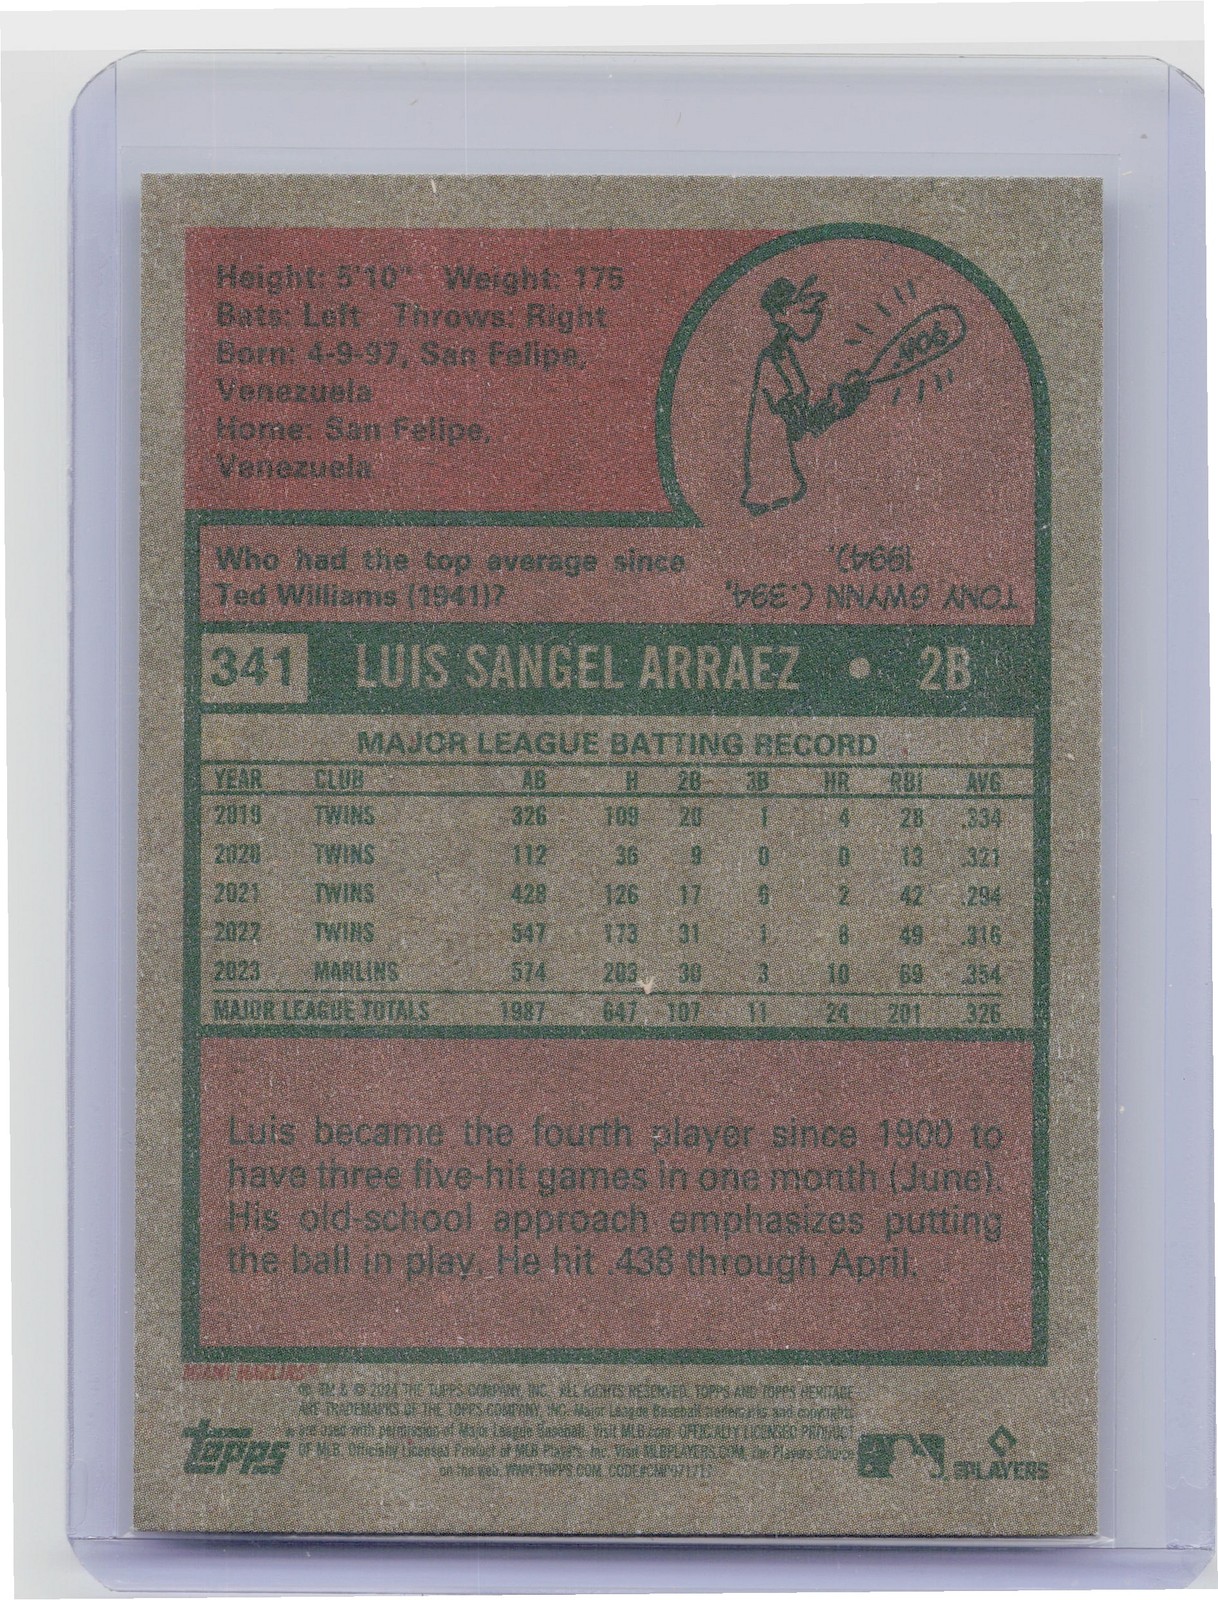 Height: 5'10" Weight: 175
Bats: Left Throws: Right
Born: 4-9-97, San Felipe,
Venezuela
Home: San Felipe,
Venezuela
.394
Who had the top average since
Ted Williams (1941)?
TONY GWYNN (.394,
1994).
341 LUIS SANGEL ARRAEZ • 2B
MAJOR LEAGUE BATTING RECORD
YEAR CLUB AB H 2B 3B HR RBI AVG
2019 TWINS 326 109 20 1 4 28 .334
2020 TWINS 112 36 9 0 0 13 .321
2021 TWINS 428 126 17 6 2 42 .294
2022 TWINS 547 173 31 1 8 49 .316
2023 MARLINS 574 203 30 3 10 69 .354
MAJOR LEAGUE TOTALS 1987 647 107 11 24 201 .326
Luis became the fourth player since 1900 to
have three five-hit games in one month (June).
His old-school approach emphasizes putting
the ball in play. He hit .438 through April.
MIAMI MARLINS®
®, TM & © 2024 THE TOPPS COMPANY, INC. ALL RIGHTS RESERVED. TOPPS AND TOPPS HERITAGE
ARE TRADEMARKS OF THE TOPPS COMPANY, INC. Major League Baseball trademarks and copyrights
are used with permission of Major League Baseball. Visit MLB.com. OFFICIALLY LICENSED PRODUCT
OF MLB. Officially Licensed Product of MLB Players, Inc. Visit MLBPLAYERS.COM, the Players Choice
on the web. WWW.TOPPS.COM. CODE#CMP071717
topps
MLB PLAYERS